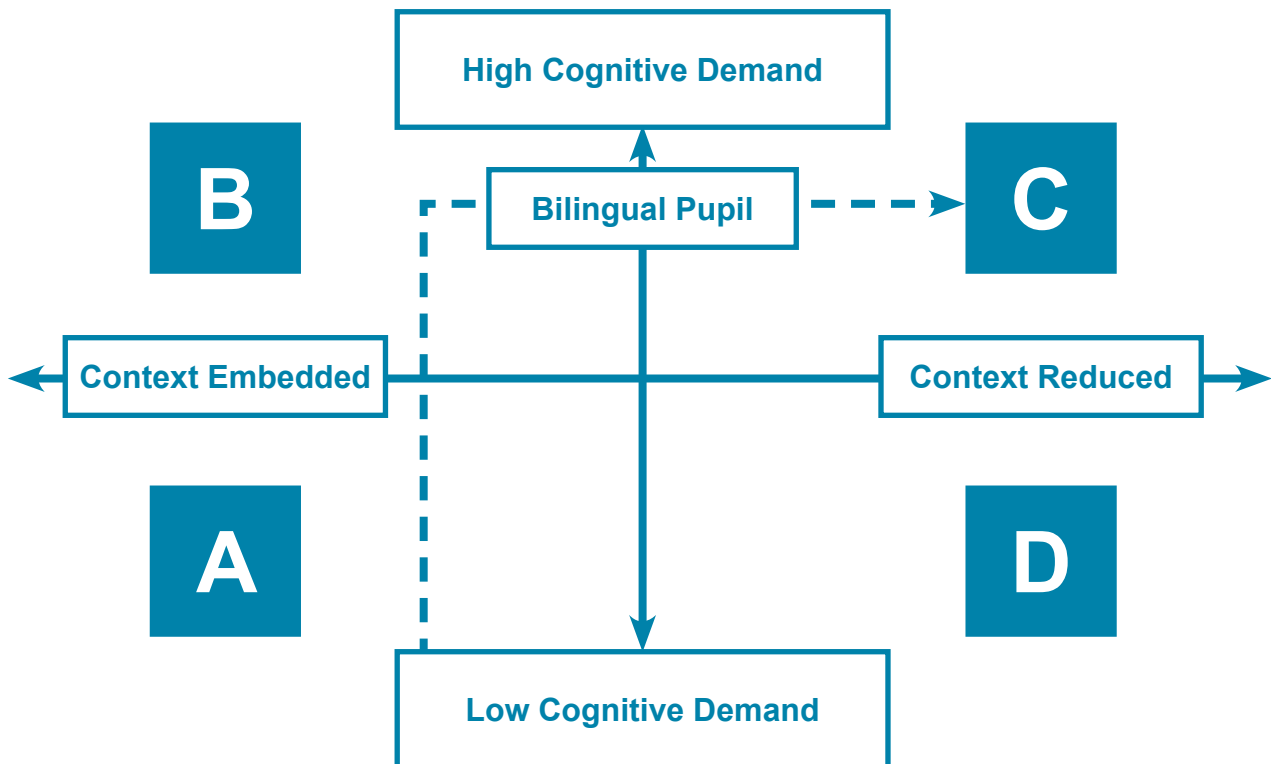 High Cognitive Demand
B
C
Bilingual Pupil
Context Embedded
Context Reduced
A
D
Low Cognitive Demand